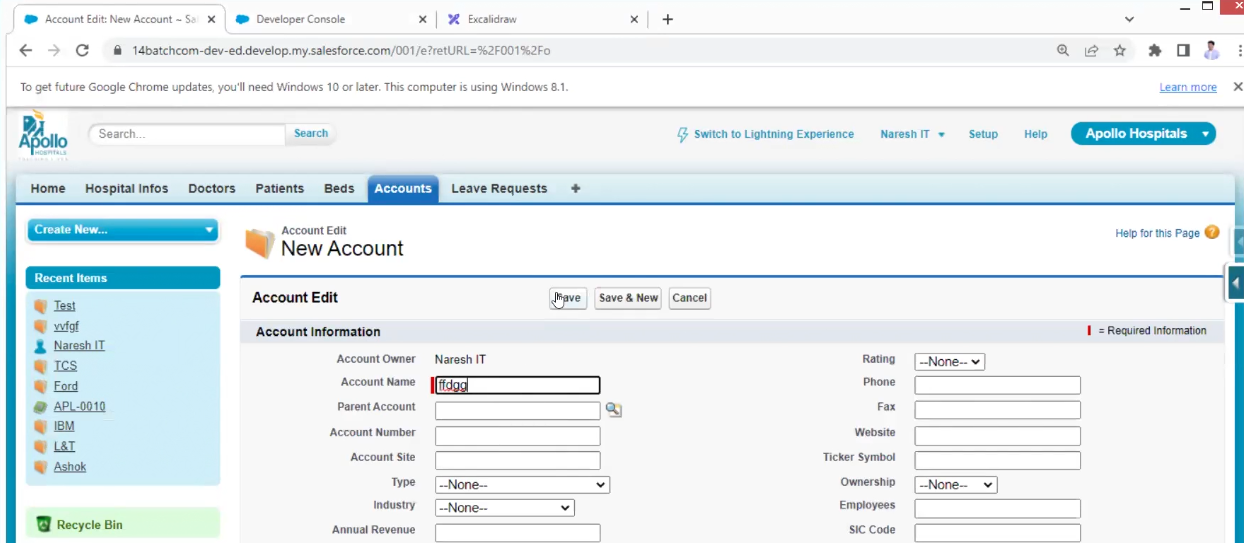 Account Edit: New Account ~ Sa
Developer Console
Excalidraw
14batchcom-dev-ed.develop.my.salesforce.com/001/e?retURL=%2F001%2Fo
To get future Google Chrome updates, you'll need Windows 10 or later. This computer is using Windows 8.1.
Learn more
Apollo
HOSPITALS
Search...
Search
Switch to Lightning Experience
Naresh IT
Setup
Help
Apollo Hospitals
Home
Hospital Infos
Doctors
Patients
Beds
Accounts
Leave Requests
Create New...
Account Edit
New Account
Help for this Page
Recent Items
Test
vvfgf
Naresh IT
TCS
Ford
APL-0010
IBM
L&T
Ashok
Recycle Bin
Account Edit
Save
Save & New
Cancel
Account Information
= Required Information
Account Owner Naresh IT
Rating --None--
Account Name ffdgg
Phone
Parent Account
Fax
Account Number
Website
Account Site
Ticker Symbol
Type --None--
Ownership --None--
Industry --None--
Employees
Annual Revenue
SIC Code